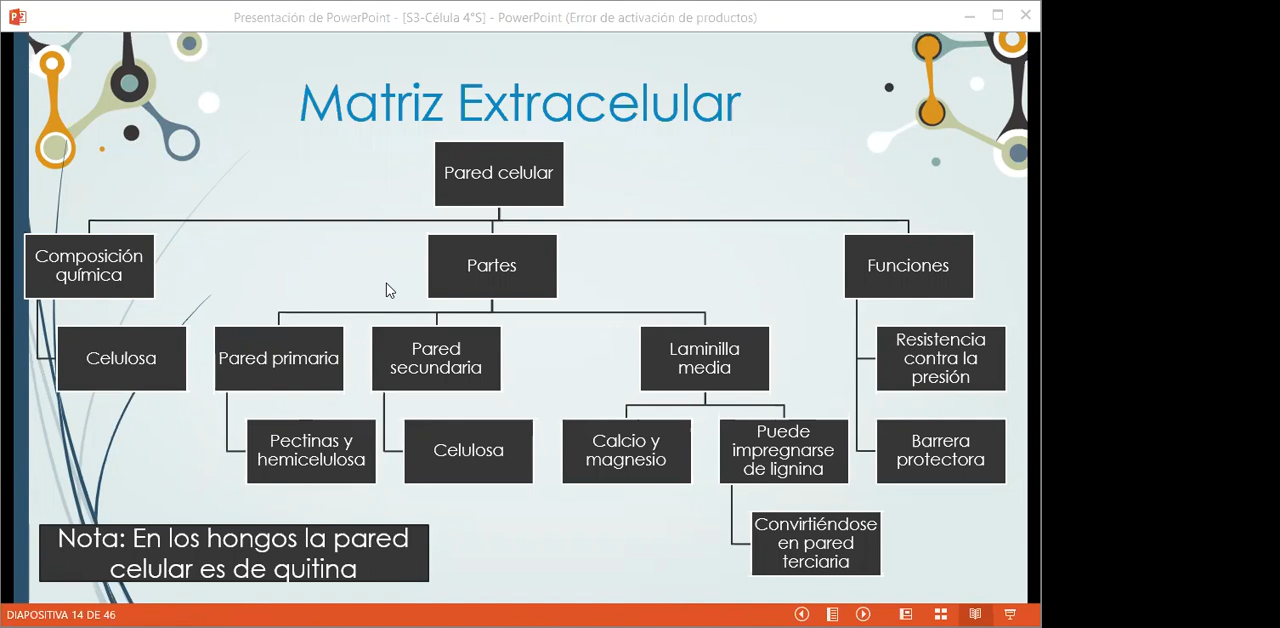 Presentación de PowerPoint - [S3-Célula 4°S] - PowerPoint (Error de activación de productos)
Matriz Extracelular
Pared celular
Composición
química
Partes
Funciones
Celulosa
Pared primaria
Pared
secundaria
Laminilla
media
Resistencia
contra la
presión
Pectinas y
hemicelulosa
Celulosa
Calcio y
magnesio
Puede
impregnarse
de lignina
Barrera
protectora
Convirtiéndose
en pared
terciaria
Nota: En los hongos la pared
celular es de quitina
DIAPOSITIVA 14 DE 46